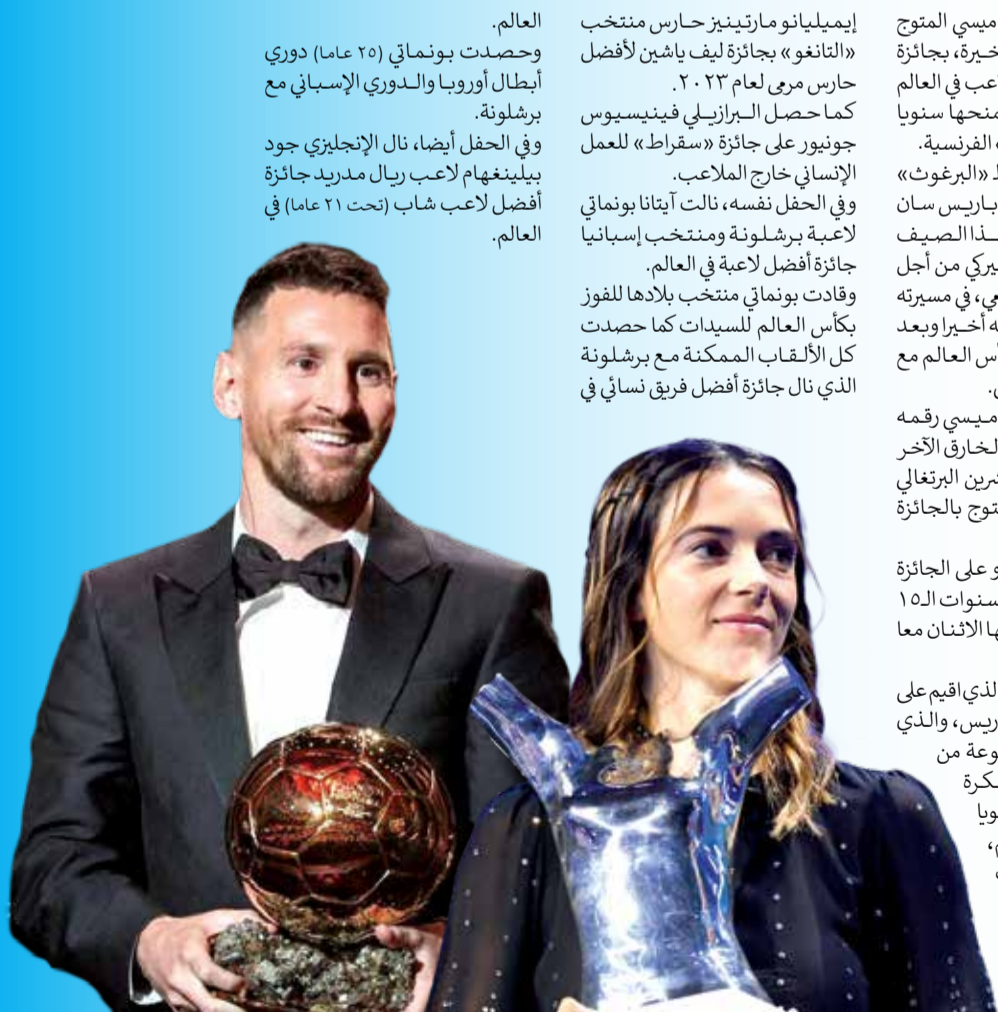 ميسي المتوج
خيرة، بجائزة
لاعب في العالم
منحها سنويا
الفرنسية.
«البرغوث»
باريس سان
هذا الصيف
ميركي من أجل
في مسيرته
أخيرا وبعد
كأس العالم مع
ميسي رقمه
الخارق الآخر
البرتغالي
توج بالجائزة
على الجائزة
سنوات الـ١٥
الاثنان معا
الذي اقيم على
والذي
من
إيميليانو مارتينيز حارس منتخب
«التانغو» بجائزة ليف ياشين لأفضل
حارس مرمى لعام ٢٠٢٣.
كما حصل البرازيلي فينيسيوس
جونيور على جائزة «سقراط» للعمل
الإنساني خارج الملاعب.
وفي الحفل نفسه، نالت آيتانا بونماتي
لاعبة برشلونة ومنتخب إسبانيا
جائزة أفضل لاعبة في العالم.
وقادت بونماتي منتخب بلادها للفوز
بكأس العالم للسيدات كما حصدت
كل الألقاب الممكنة مع برشلونة
الذي نال جائزة أفضل فريق نسائي في
العالم.
وحصدت بونماتي (٢٥ عاما) دوري
أبطال أوروبا والدوري الإسباني مع
برشلونة.
وفي الحفل أيضا، نال الإنجليزي جود
بيلينغهام لاعب ريال مدريد جائزة
أفضل لاعب شاب (تحت ٢١ عاما) في
العالم.